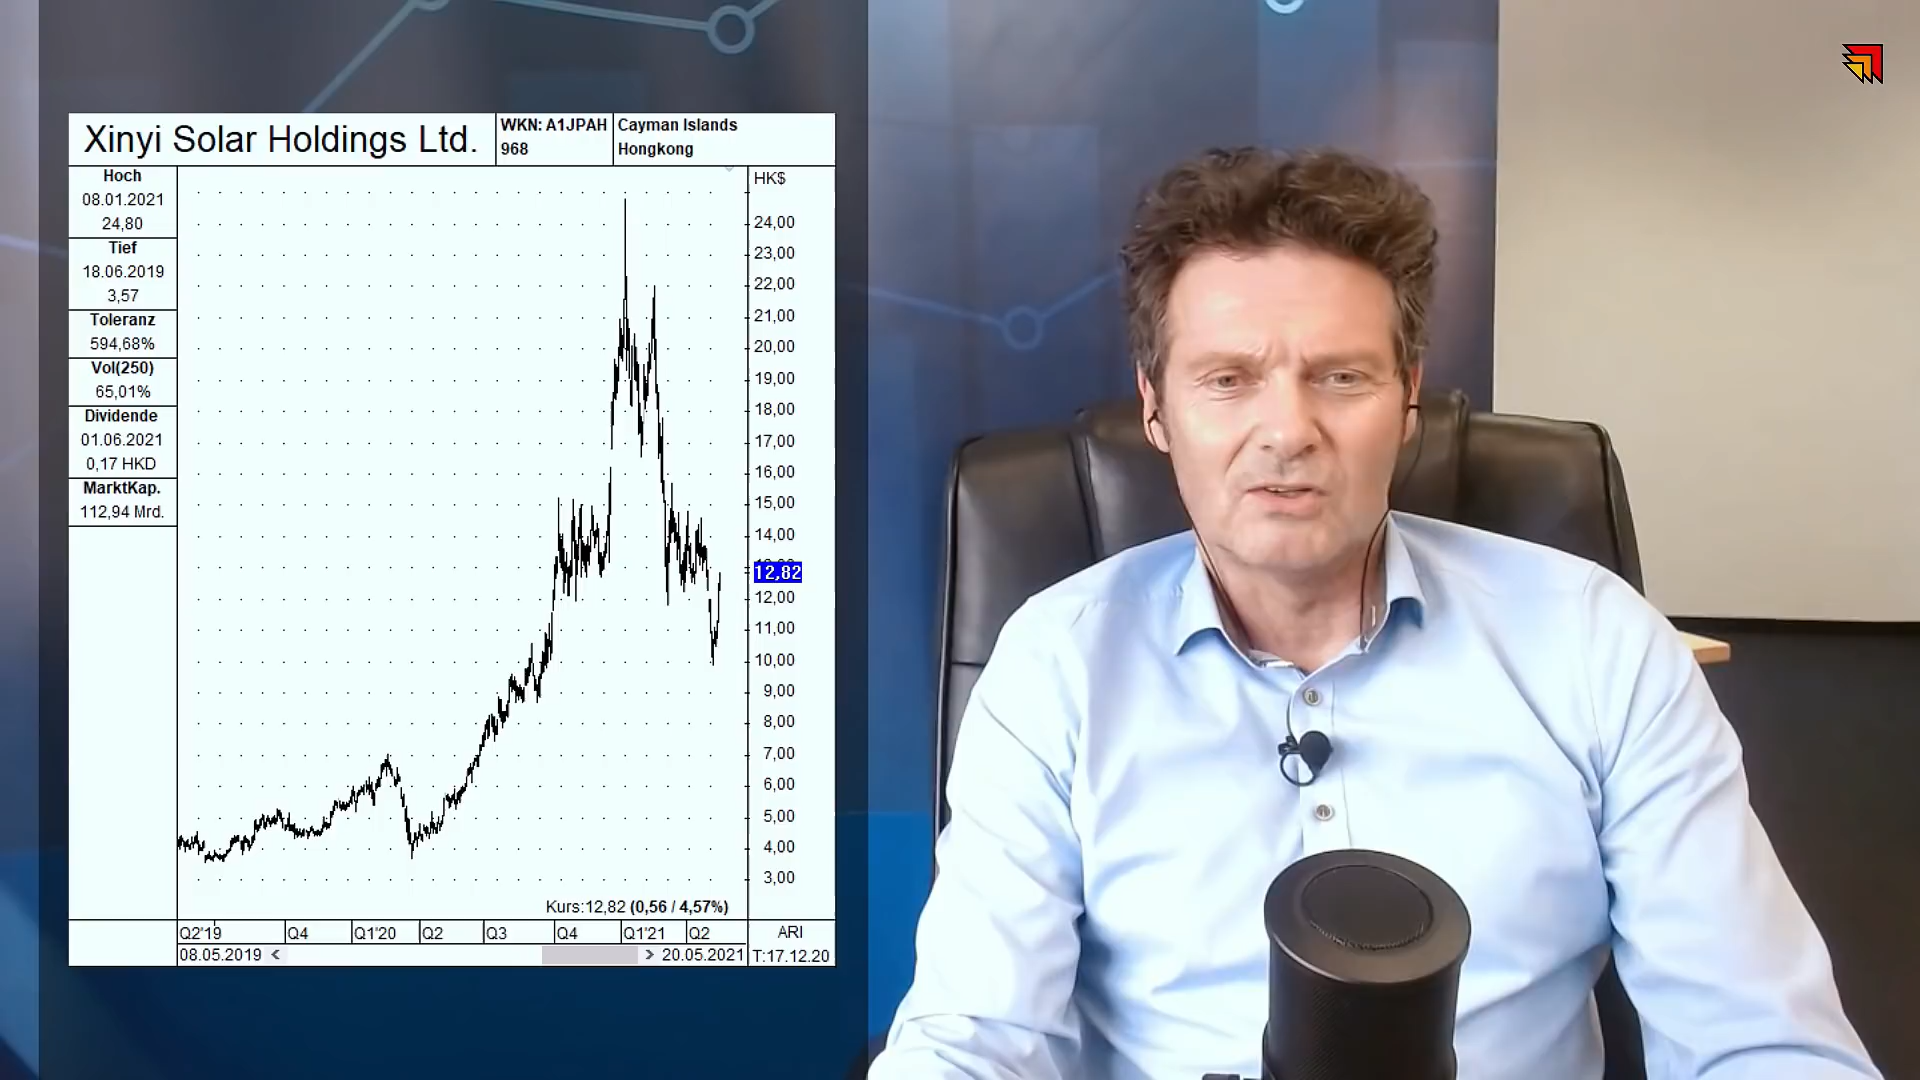 Xinyi Solar Holdings Ltd.
WKN: A1JPAH
968
Cayman Islands
Hongkong
Hoch
08.01.2021
24,80
Tief
18.06.2019
3,57
Toleranz
594,68%
Vol(250)
65,01%
Dividende
01.06.2021
0,17 HKD
MarktKap.
112,94 Mrd.
HK$
24,00
23,00
22,00
21,00
20,00
19,00
18,00
17,00
16,00
15,00
14,00
12,82
12,00
11,00
10,00
9,00
8,00
7,00
6,00
5,00
4,00
3,00
Kurs:12,82 (0,56 / 4,57%)
Q2'19 Q4 Q1'20 Q2 Q3 Q4 Q1'21 Q2 ARI
08.05.2019 < > 20.05.2021 T:17.12.20